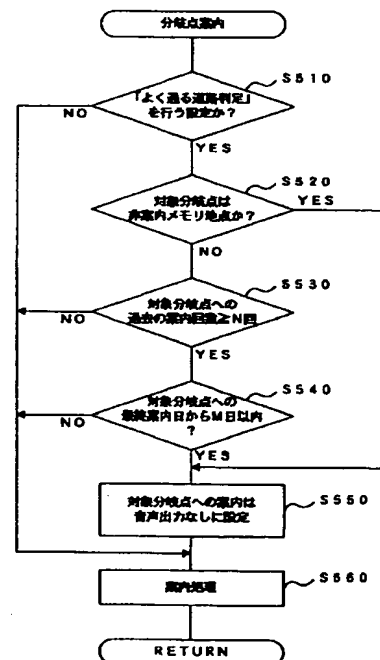 分岐点案内
S510
「よく通る道路判定」
を行う設定か？
NO
YES
S520
対象分岐点は
非案内メモリ地点か？
YES
NO
S530
対象分岐点への
過去の案内回数≧N回
NO
YES
S540
対象分岐点への
最終案内日からM日以内
？
NO
YES
対象分岐点への案内は
音声出力なしに設定
S550
案内処理
S560
RETURN